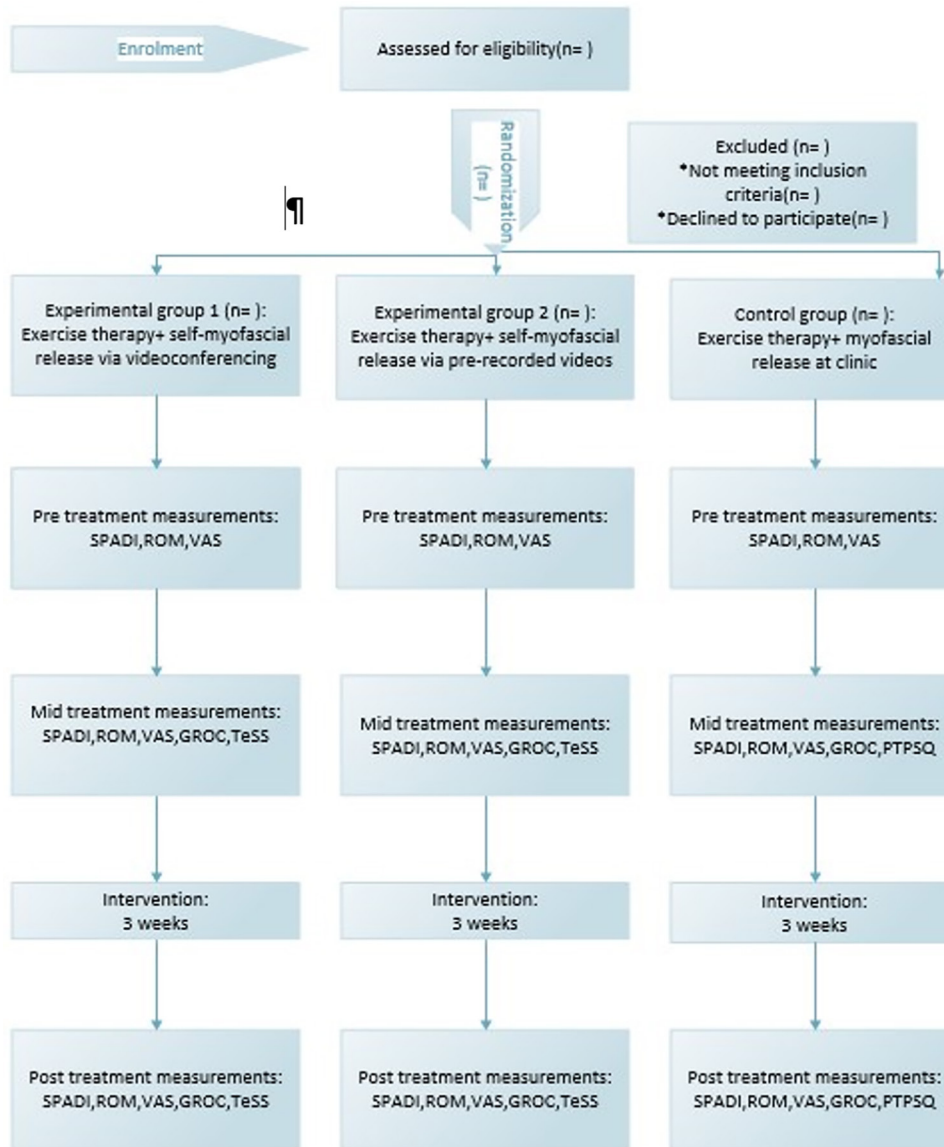 Enrolment
Assessed for eligibility(n= )
Randomization
(n= )
Excluded (n= )
*Not meeting inclusion
criteria(n= )
*Declined to participate(n= )
¶
Experimental group 1 (n= ):
Exercise therapy+ self-myofascial
release via videoconferencing
Experimental group 2 (n= ):
Exercise therapy+ self-myofascial
release via pre-recorded videos
Control group (n= ):
Exercise therapy+ myofascial
release at clinic
Pre treatment measurements:
SPADI,ROM,VAS
Pre treatment measurements:
SPADI,ROM,VAS
Pre treatment measurements:
SPADI,ROM,VAS
Mid treatment measurements:
SPADI,ROM,VAS,GROC,TeSS
Mid treatment measurements:
SPADI,ROM,VAS,GROC,TeSS
Mid treatment measurements:
SPADI,ROM,VAS,GROC,PTPSQ
Intervention:
3 weeks
Intervention:
3 weeks
Intervention:
3 weeks
Post treatment measurements:
SPADI,ROM,VAS,GROC,TeSS
Post treatment measurements:
SPADI,ROM,VAS,GROC,TeSS
Post treatment measurements:
SPADI,ROM,VAS,GROC,PTPSQ